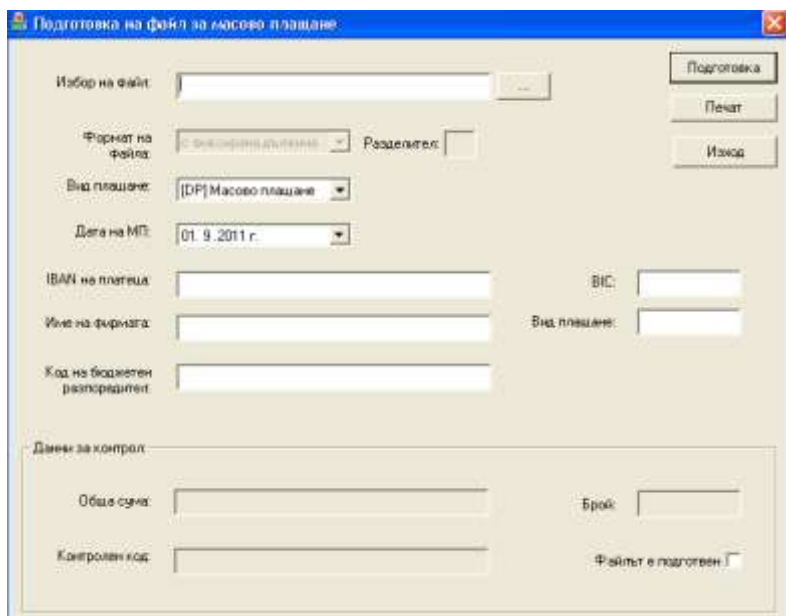 Подготовка на файл за масово плащане
Избор на файл:
...
Подготовка
Печат
Изход
Формат на
файла:
с фиксирана дължина
Разделител:
Вид плащане:
[DP] Масово плащане
Дата на МП:
01. 9 .2011 г.
IBAN на платеца:
BIC:
Име на фирмата:
Вид плащане:
Код на бюджетен
разпоредител:
Данни за контрол:
Обща сума:
Брой:
Контролен код:
Файлът е подготвен